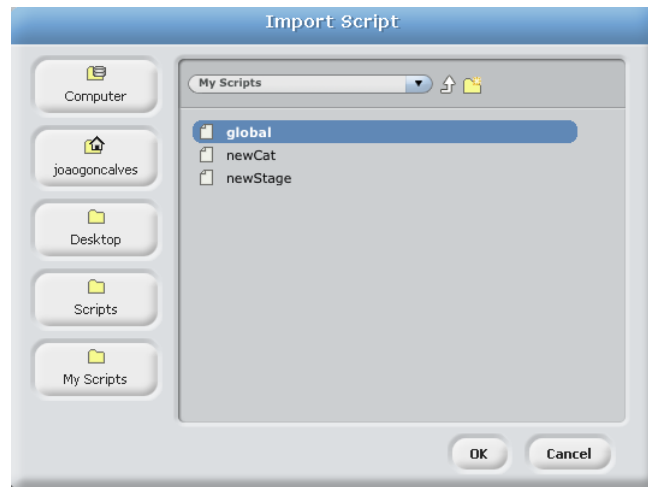 Import Script
Computer
joaogoncalves
Desktop
Scripts
My Scripts
My Scripts
global
newCat
newStage
OK
Cancel